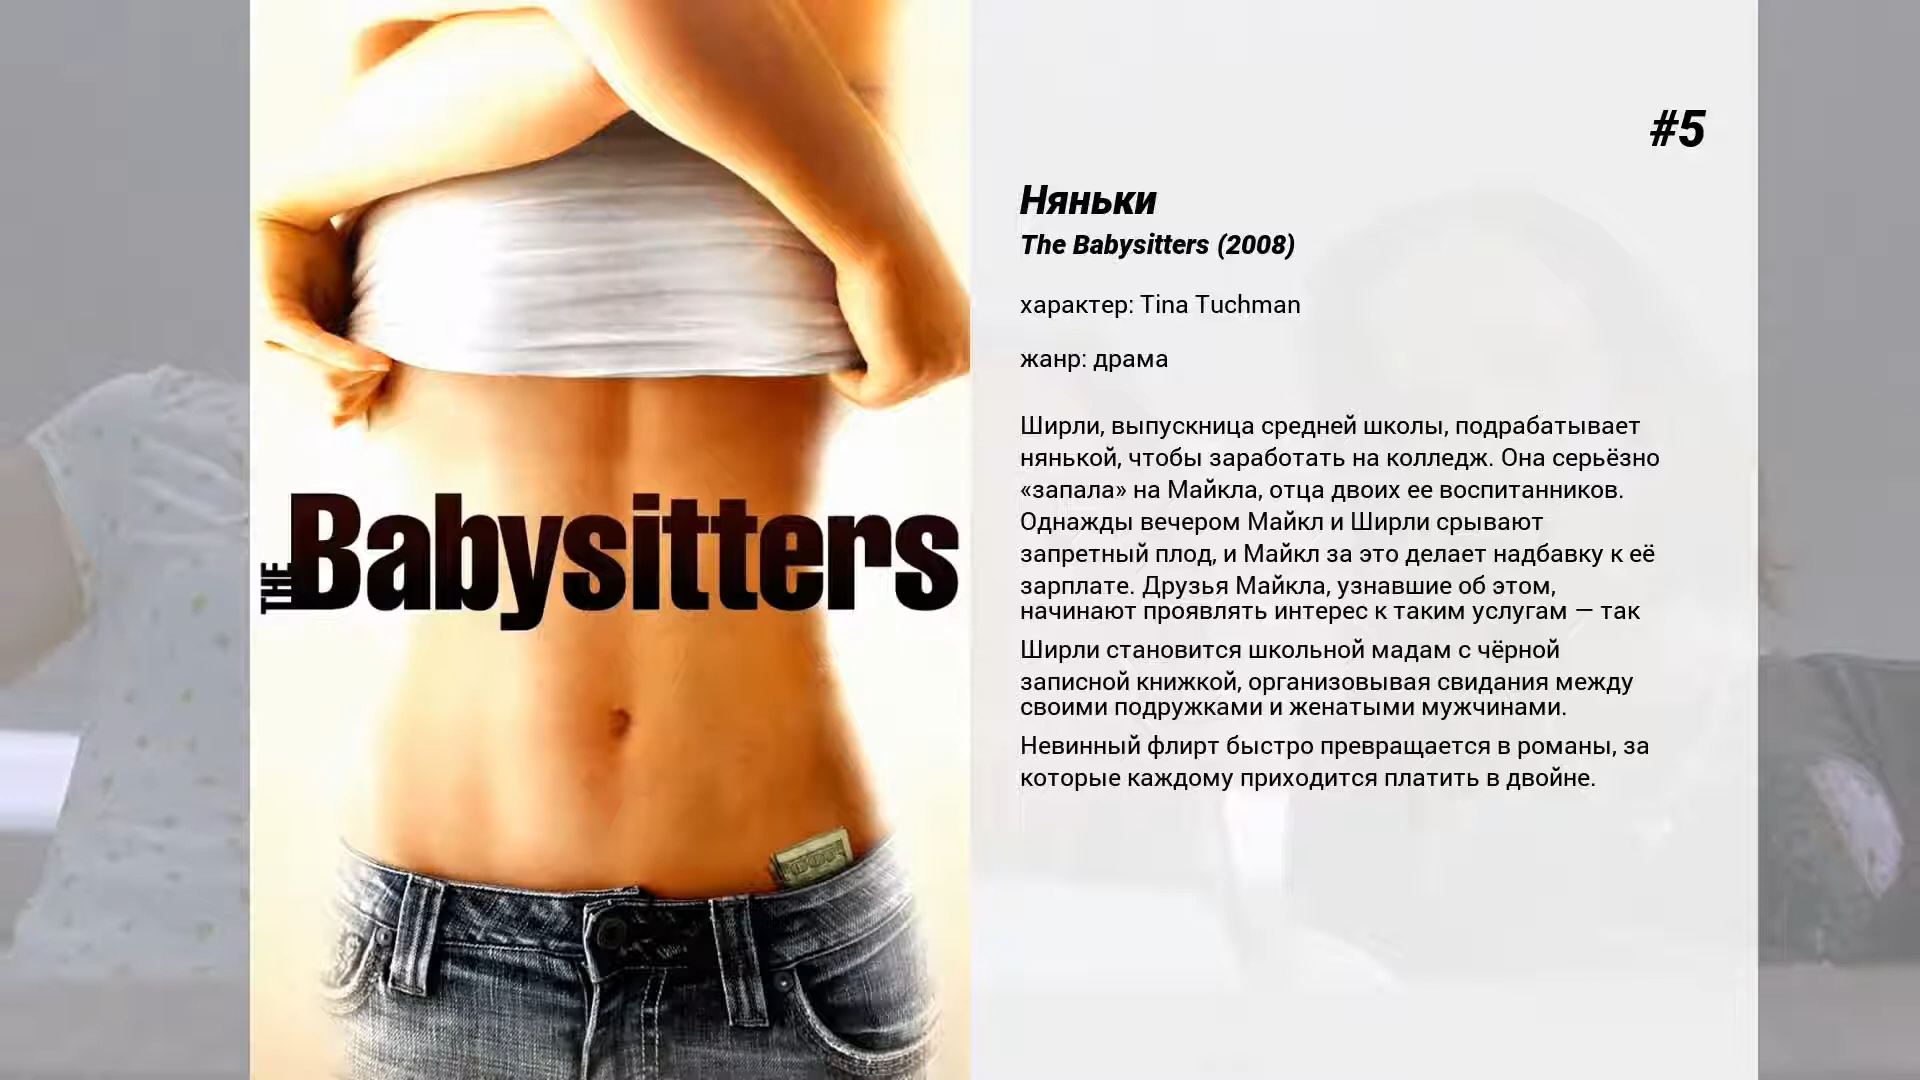 THE Babysitters
#5
Няньки
The Babysitters (2008)
характер: Tina Tuchman
жанр: драма
Ширли, выпускница средней школы, подрабатывает
нянькой, чтобы заработать на колледж. Она серьёзно
«запала» на Майкла, отца двоих ее воспитанников.
Однажды вечером Майкл и Ширли срывают
запретный плод, и Майкл за это делает надбавку к её
зарплате. Друзья Майкла, узнавшие об этом,
начинают проявлять интерес к таким услугам — так
Ширли становится школьной мадам с чёрной
записной книжкой, организовывая свидания между
своими подружками и женатыми мужчинами.
Невинный флирт быстро превращается в романы, за
которые каждому приходится платить в двойне.